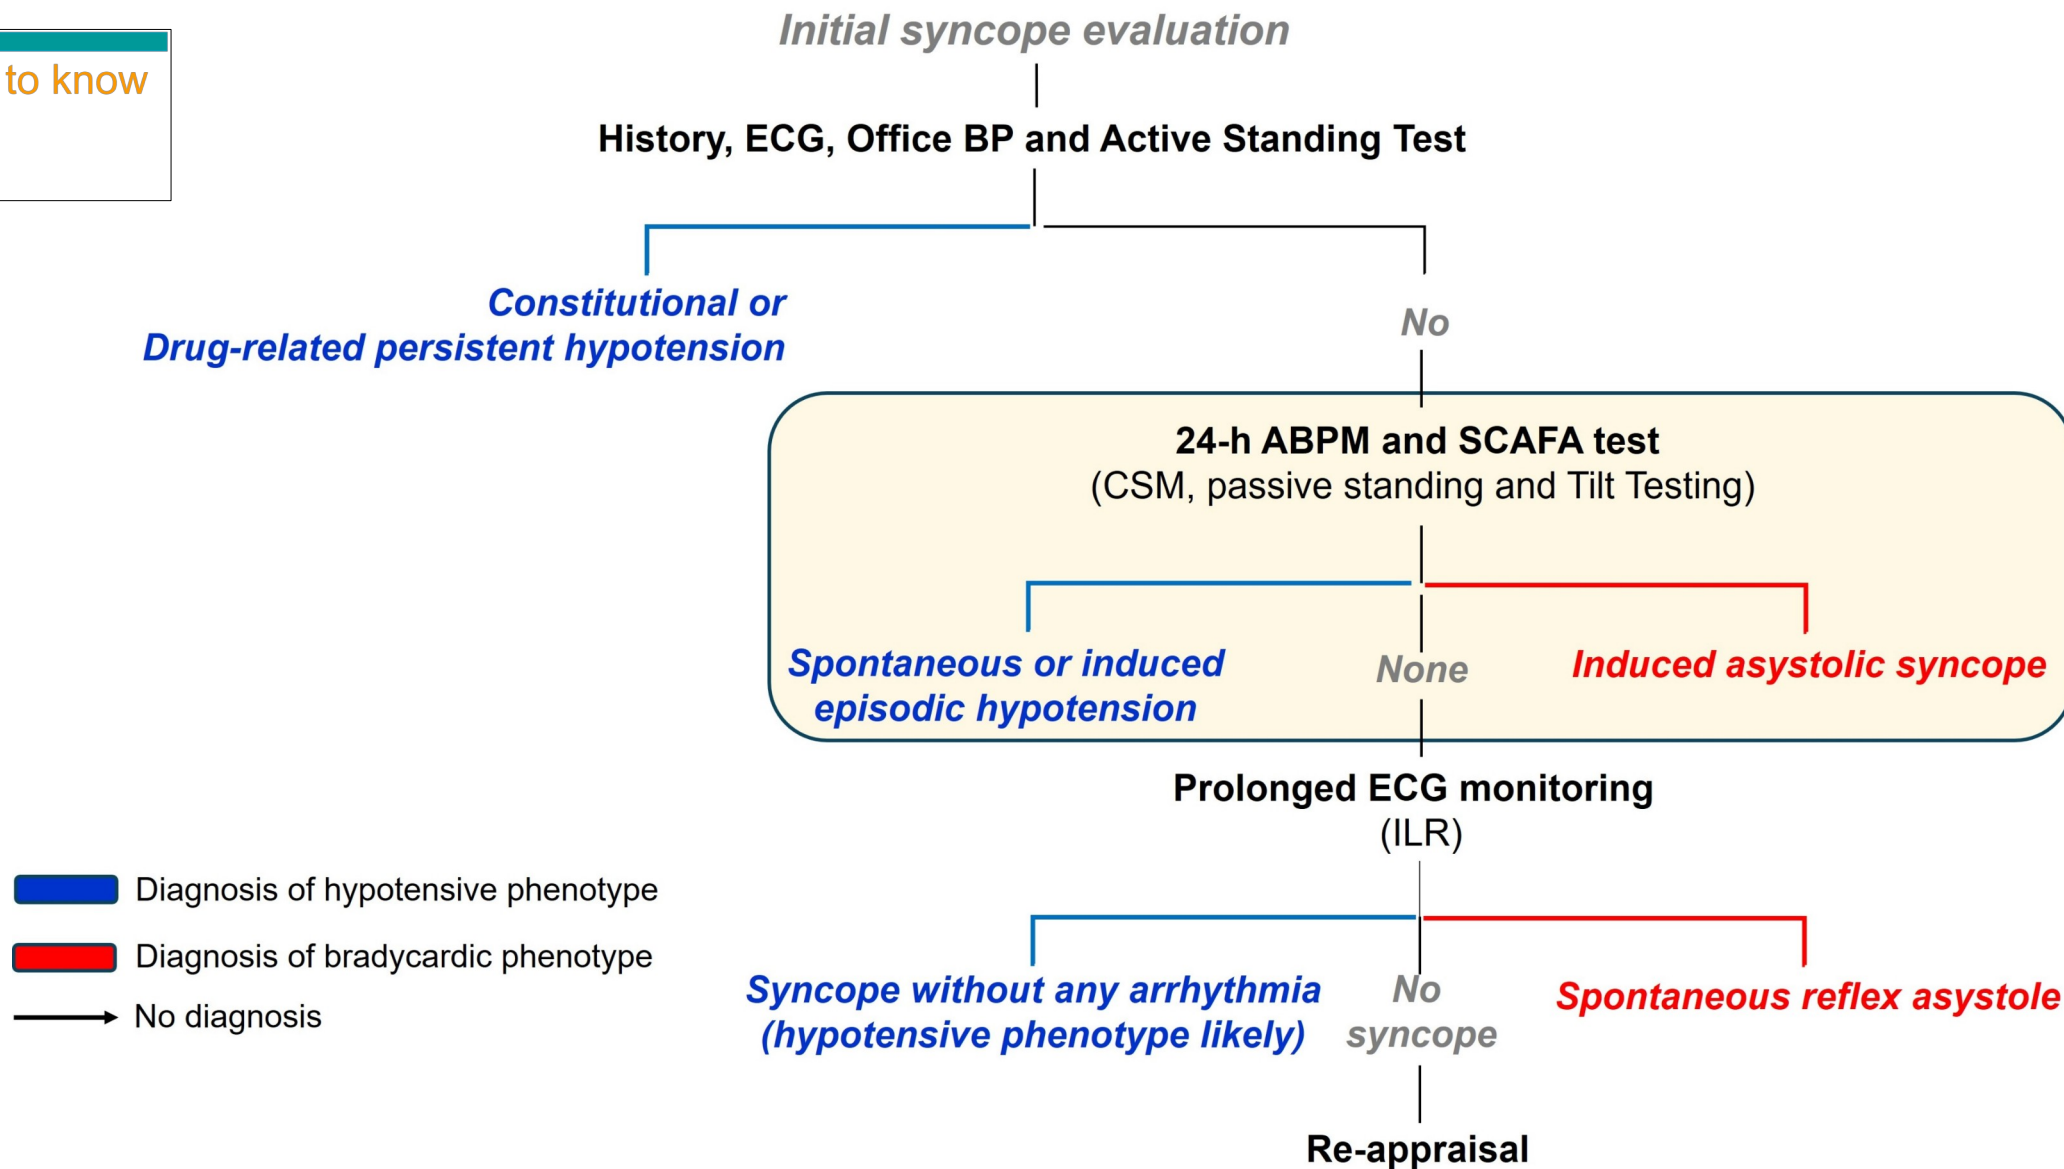 to know
Initial syncope evaluation
History, ECG, Office BP and Active Standing Test
Constitutional or
Drug-related persistent hypotension
No
24-h ABPM and SCAFA test
(CSM, passive standing and Tilt Testing)
Spontaneous or induced
episodic hypotension
None
Induced asystolic syncope
Prolonged ECG monitoring
(ILR)
Syncope without any arrhythmia
(hypotensive phenotype likely)
No
syncope
Spontaneous reflex asystole
Re-appraisal
Diagnosis of hypotensive phenotype
Diagnosis of bradycardic phenotype
No diagnosis